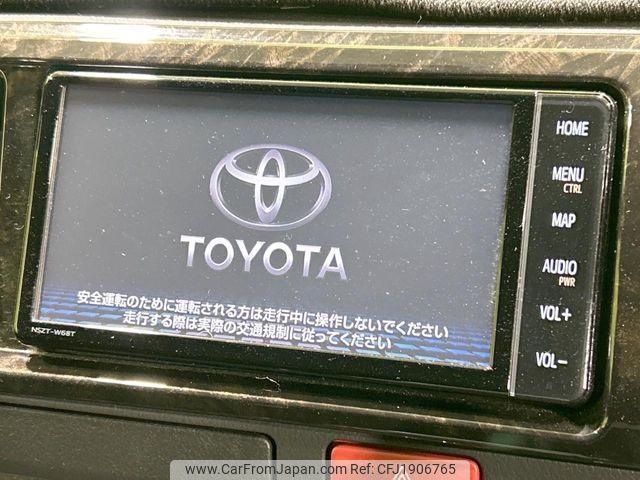 HOME
MENU
CTRL
MAP
AUDIO
PWR
VOL+
VOL-
TOYOTA
安全運転のために運転される方は走行中に操作しないでください
走行する際は実際の交通規制に従ってください
NSZT-W68T
www.CarFromJapan.com - CFJ1906765